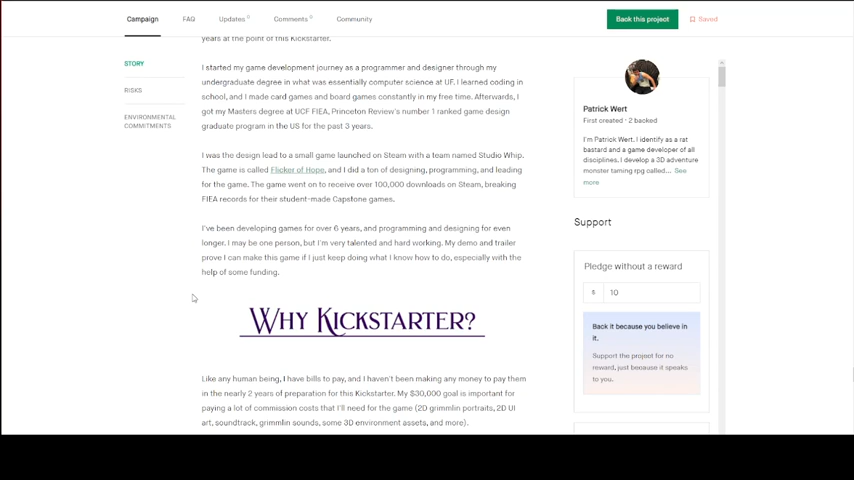 Campaign
FAQ
Updates 0
Comments 0
Community
Back this project
Saved
years at the point of this Kickstarter.
STORY
RISKS
ENVIRONMENTAL
COMMITMENTS
I started my game development journey as a programmer and designer through my
undergraduate degree in what was essentially computer science at UF. I learned coding in
school, and I made card games and board games constantly in my free time. Afterwards, I
got my Masters degree at UCF FIEA, Princeton Review's number 1 ranked game design
graduate program in the US for the past 3 years.
I was the design lead to a small game launched on Steam with a team named Studio Whip.
The game is called Flicker of Hope, and I did a ton of designing, programming, and leading
for the game. The game went on to receive over 100,000 downloads on Steam, breaking
FIEA records for their student-made Capstone games.
I've been developing games for over 6 years, and programming and designing for even
longer. I may be one person, but I'm very talented and hard working. My demo and trailer
prove I can make this game if I just keep doing what I know how to do, especially with the
help of some funding.
WHY KICKSTARTER?
Like any human being, I have bills to pay, and I haven't been making any money to pay them
in the nearly 2 years of preparation for this Kickstarter. My $30,000 goal is important for
paying a lot of commission costs that I'll need for the game (2D grimmlin portraits, 2D UI
art, soundtrack, grimmlin sounds, some 3D environment assets, and more).
Patrick Wert
First created · 2 backed
I'm Patrick Wert. I identify as a rat
bastard and a game developer of all
disciplines. I develop a 3D adventure
monster taming rpg called... See
more
Support
Pledge without a reward
$ 10
Back it because you believe in
it.
Support the project for no
reward, just because it speaks
to you.